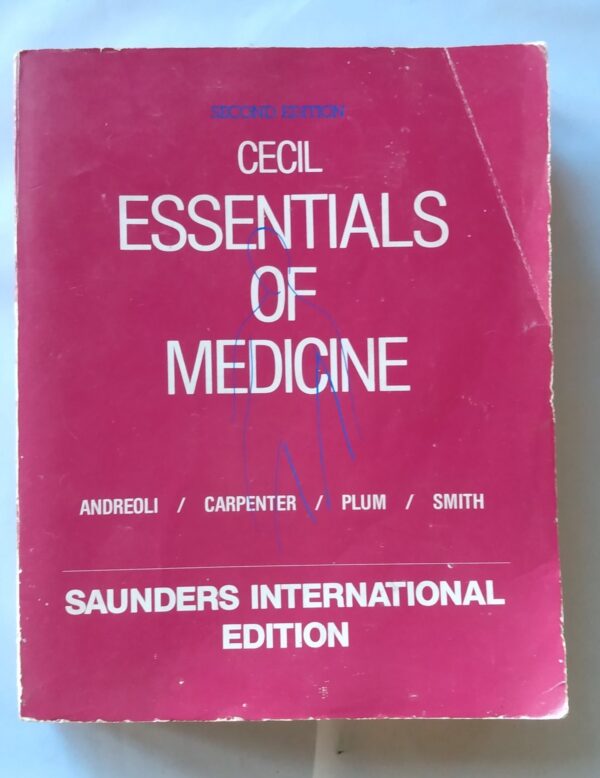 SECOND EDITION
CECIL
ESSENTIALS
OF
MEDICINE
ANDREOLI / CARPENTER / PLUM / SMITH
SAUNDERS INTERNATIONAL
EDITION